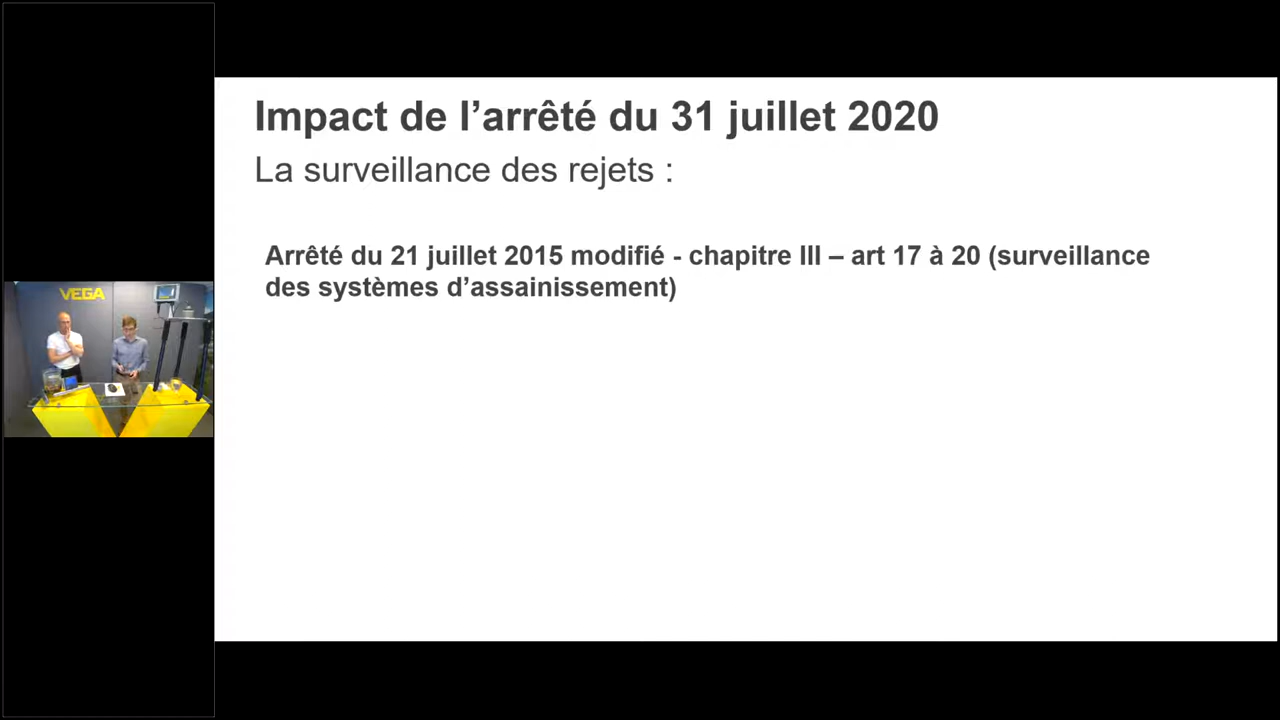 Impact de l’arrêté du 31 juillet 2020
La surveillance des rejets :
Arrêté du 21 juillet 2015 modifié - chapitre III – art 17 à 20 (surveillance
des systèmes d’assainissement)
VEGA